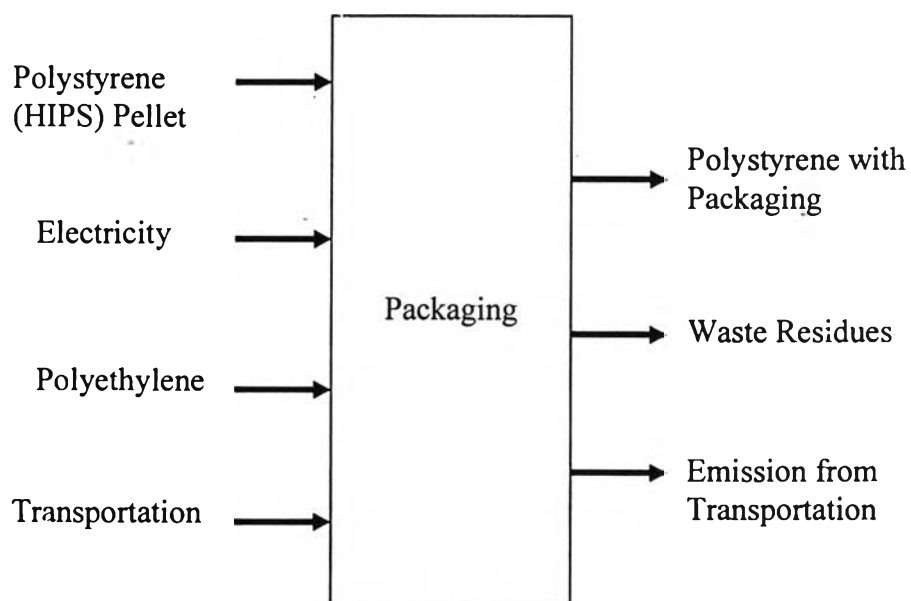 Polystyrene
(HIPS) Pellet
Electricity
Polyethylene
Transportation
Packaging
Polystyrene with
Packaging
Waste Residues
Emission from
Transportation